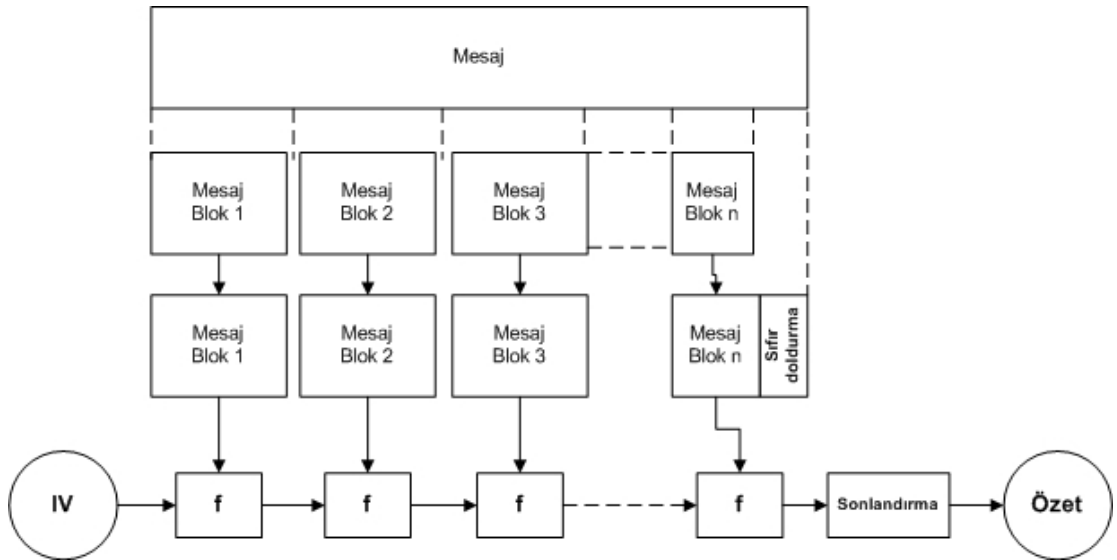 Mesaj
Mesaj
Blok 1
Mesaj
Blok 2
Mesaj
Blok 3
Mesaj
Blok n
Mesaj
Blok 1
Mesaj
Blok 2
Mesaj
Blok 3
Mesaj
Blok n
Sıfır
doldurma
IV
f
f
f
f
Sonlandırma
Özet